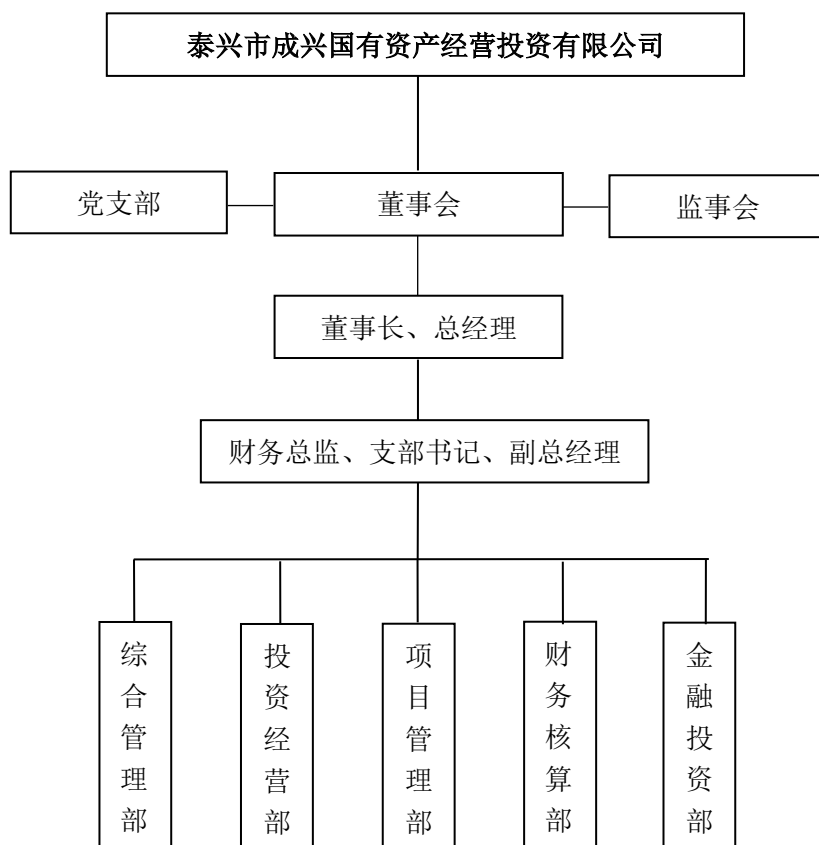 泰兴市成兴国有资产经营投资有限公司
党支部
董事会
监事会
董事长、总经理
财务总监、支部书记、副总经理
综合管理部
投资经营部
项目管理部
财务核算部
金融投资部